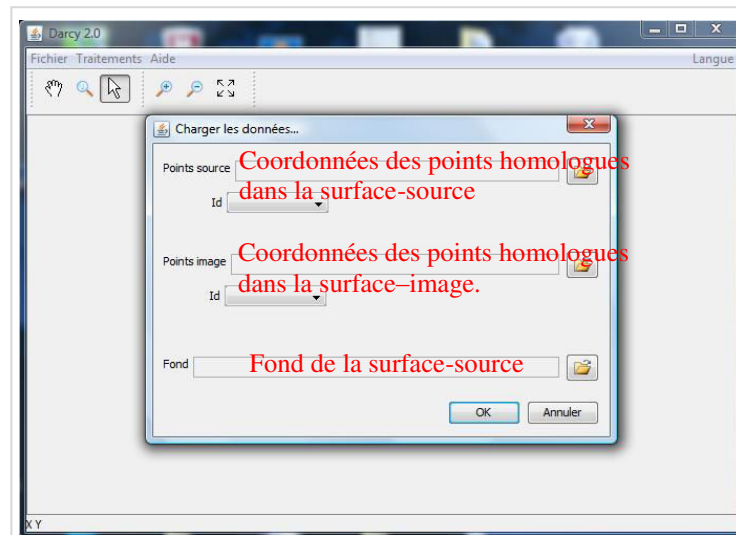 Darcy 2.0
Fichier Traitements Aide Langue
Charger les données...
Points source Coordonnées des points homologues
dans la surface-source
Id
Points image Coordonnées des points homologues
dans la surface–image.
Id
Fond Fond de la surface-source
OK Annuler
X Y